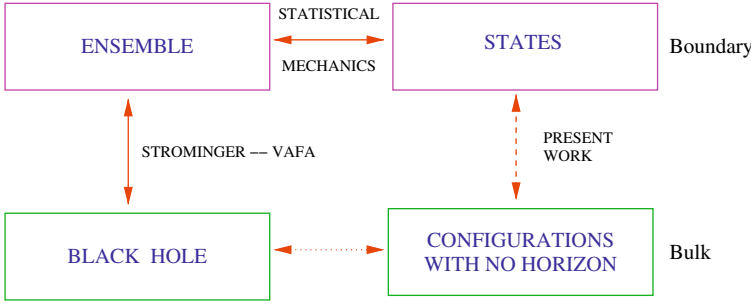 STATISTICAL
ENSEMBLE
STATES
Boundary
MECHANICS
STROMINGER -- VAFA
PRESENT
WORK
BLACK HOLE
CONFIGURATIONS
WITH NO HORIZON
Bulk